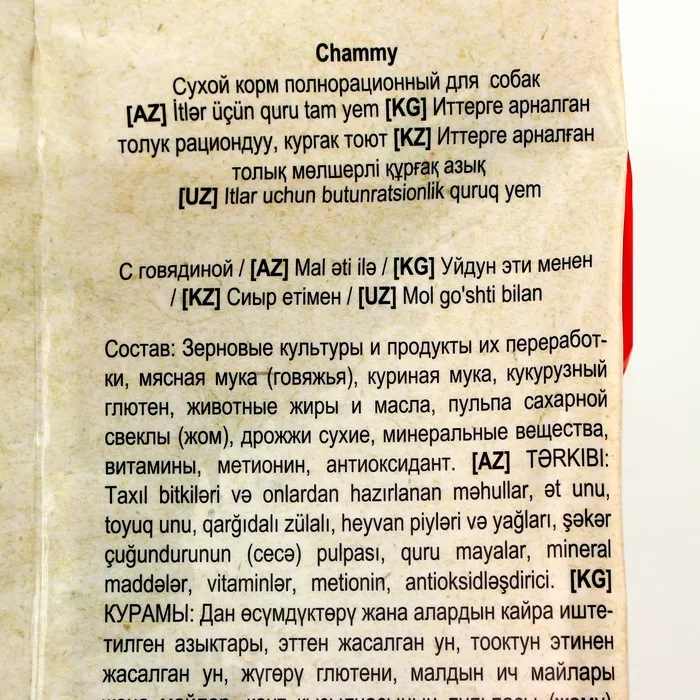 Chammy
Сухой корм полнорационный для собак
[AZ] İtlər üçün quru tam yem [KG] Иттерге арналган
толук рациондуу, кургак тоют [KZ] Иттерге арналған
толық мөлшерлі құрғақ азық
[UZ] Itlar uchun butunratsionlik quruq yem
С говядиной / [AZ] Mal əti ilə / [KG] Уйдун эти менен
/ [KZ] Сиыр етімен / [UZ] Mol go'shti bilan
Состав: Зерновые культуры и продукты их переработ-
ки, мясная мука (говяжья), куриная мука, кукурузный
глютен, животные жиры и масла, пульпа сахарной
свеклы (жом), дрожжи сухие, минеральные вещества,
витамины, метионин, антиоксидант. [AZ] TƏRKIBI:
Taxıl bitkiləri və onlardan hazırlanan məhullar, ət unu,
toyuq unu, qarğıdalı zülalı, heyvan piyləri və yağları, şəkər
çuğundurunun (cecə) pulpası, quru mayalar, mineral
maddələr, vitaminlər, metionin, antioksidləşdirici. [KG]
КУРАМЫ: Дан өсүмдүктөрү жана алардын кайра иште-
тилген азыктары, эттен жасалган ун, тооктун этинен
жасалган ун, жүгөрү глютени, малдын ич майлары